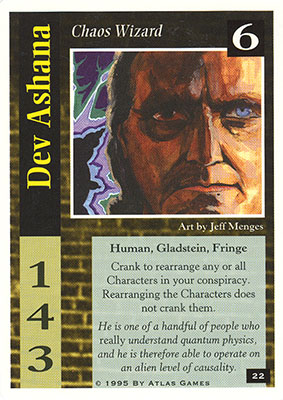 Dev Ashana
Chaos Wizard
6
Art by Jeff Menges
1
4
3
Human, Gladstein, Fringe
Crank to rearrange any or all
Characters in your conspiracy.
Rearranging the Characters does
not crank them.
He is one of a handful of people who
really understand quantum physics,
and he is therefore able to operate on
an alien level of causality.
© 1995 By Atlas Games
22